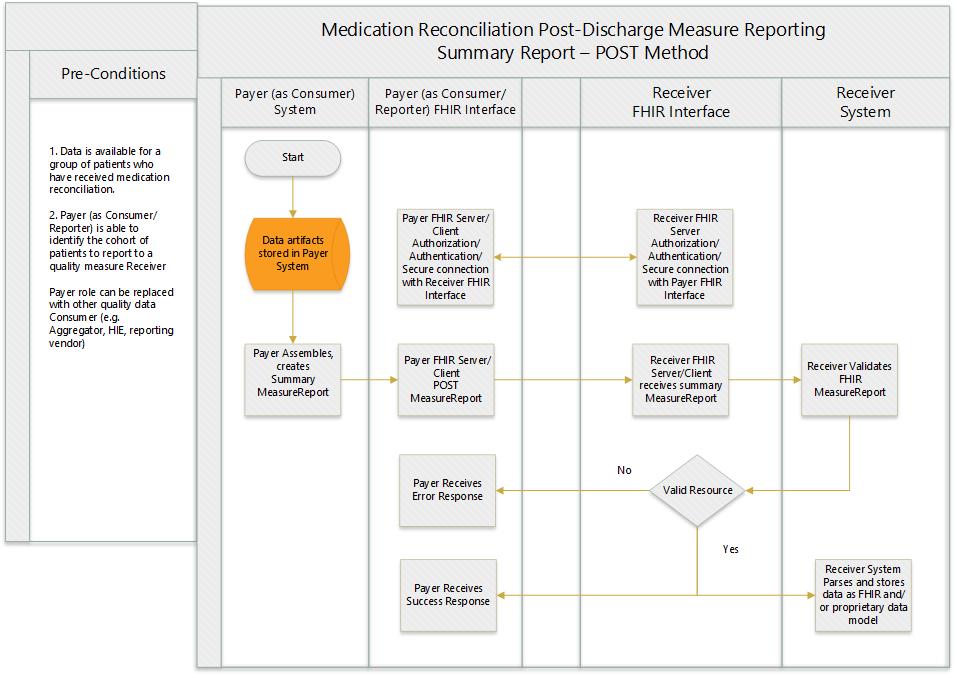 Medication Reconciliation Post-Discharge Measure Reporting
Summary Report – POST Method
Pre-Conditions
1. Data is available for a
group of patients who
have received medication
reconciliation.
2. Payer (as Consumer/
Reporter) is able to
identify the cohort of
patients to report to a
quality measure Receiver
Payer role can be replaced
with other quality data
Consumer (e.g.
Aggregator, HIE, reporting
vendor)
Payer (as Consumer)
System
Payer (as Consumer/
Reporter) FHIR Interface
Receiver
FHIR Interface
Receiver
System
Start
Data artifacts
stored in Payer
System
Payer FHIR Server/
Client
Authorization/
Authentication/
Secure connection
with Receiver FHIR
Interface
Receiver FHIR
Server
Authorization/
Authentication/
Secure connection
with Payer FHIR
Interface
Payer Assembles,
creates
Summary
MeasureReport
Payer FHIR Server/
Client
POST
MeasureReport
Receiver FHIR
Server/Client
receives summary
MeasureReport
Receiver Validates
FHIR
MeasureReport
Payer Receives
Error Response
No
Valid Resource
Yes
Payer Receives
Success Response
Receiver System
Parses and stores
data as FHIR and/
or proprietary data
model